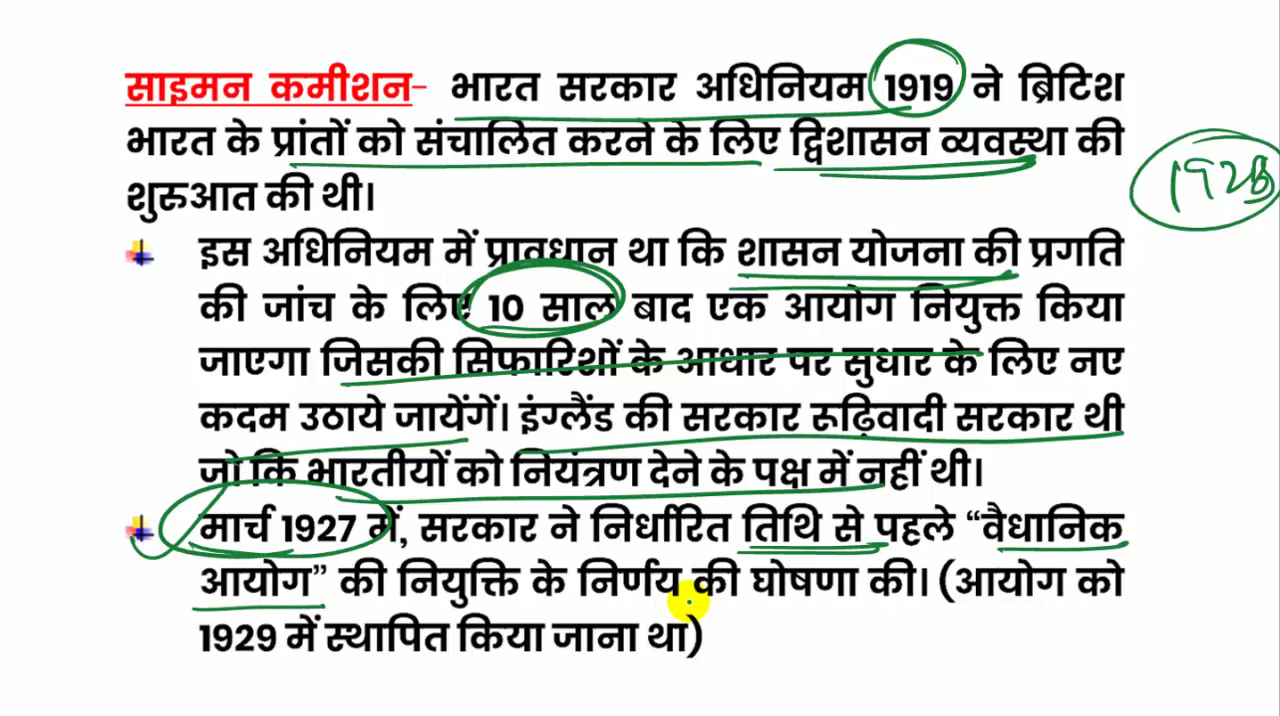 साइमन कमीशन- भारत सरकार अधिनियम 1919 ने ब्रिटिश
भारत के प्रांतों को संचालित करने के लिए द्विशासन व्यवस्था की
शुरुआत की थी।
इस अधिनियम में प्रावधान था कि शासन योजना की प्रगति
की जांच के लिए 10 साल बाद एक आयोग नियुक्त किया
जाएगा जिसकी सिफारिशों के आधार पर सुधार के लिए नए
कदम उठाये जायेंगें। इंग्लैंड की सरकार रूढ़िवादी सरकार थी
जो कि भारतीयों को नियंत्रण देने के पक्ष में नहीं थी।
मार्च 1927 में, सरकार ने निर्धारित तिथि से पहले “वैधानिक
आयोग” की नियुक्ति के निर्णय की घोषणा की। (आयोग को
1929 में स्थापित किया जाना था)